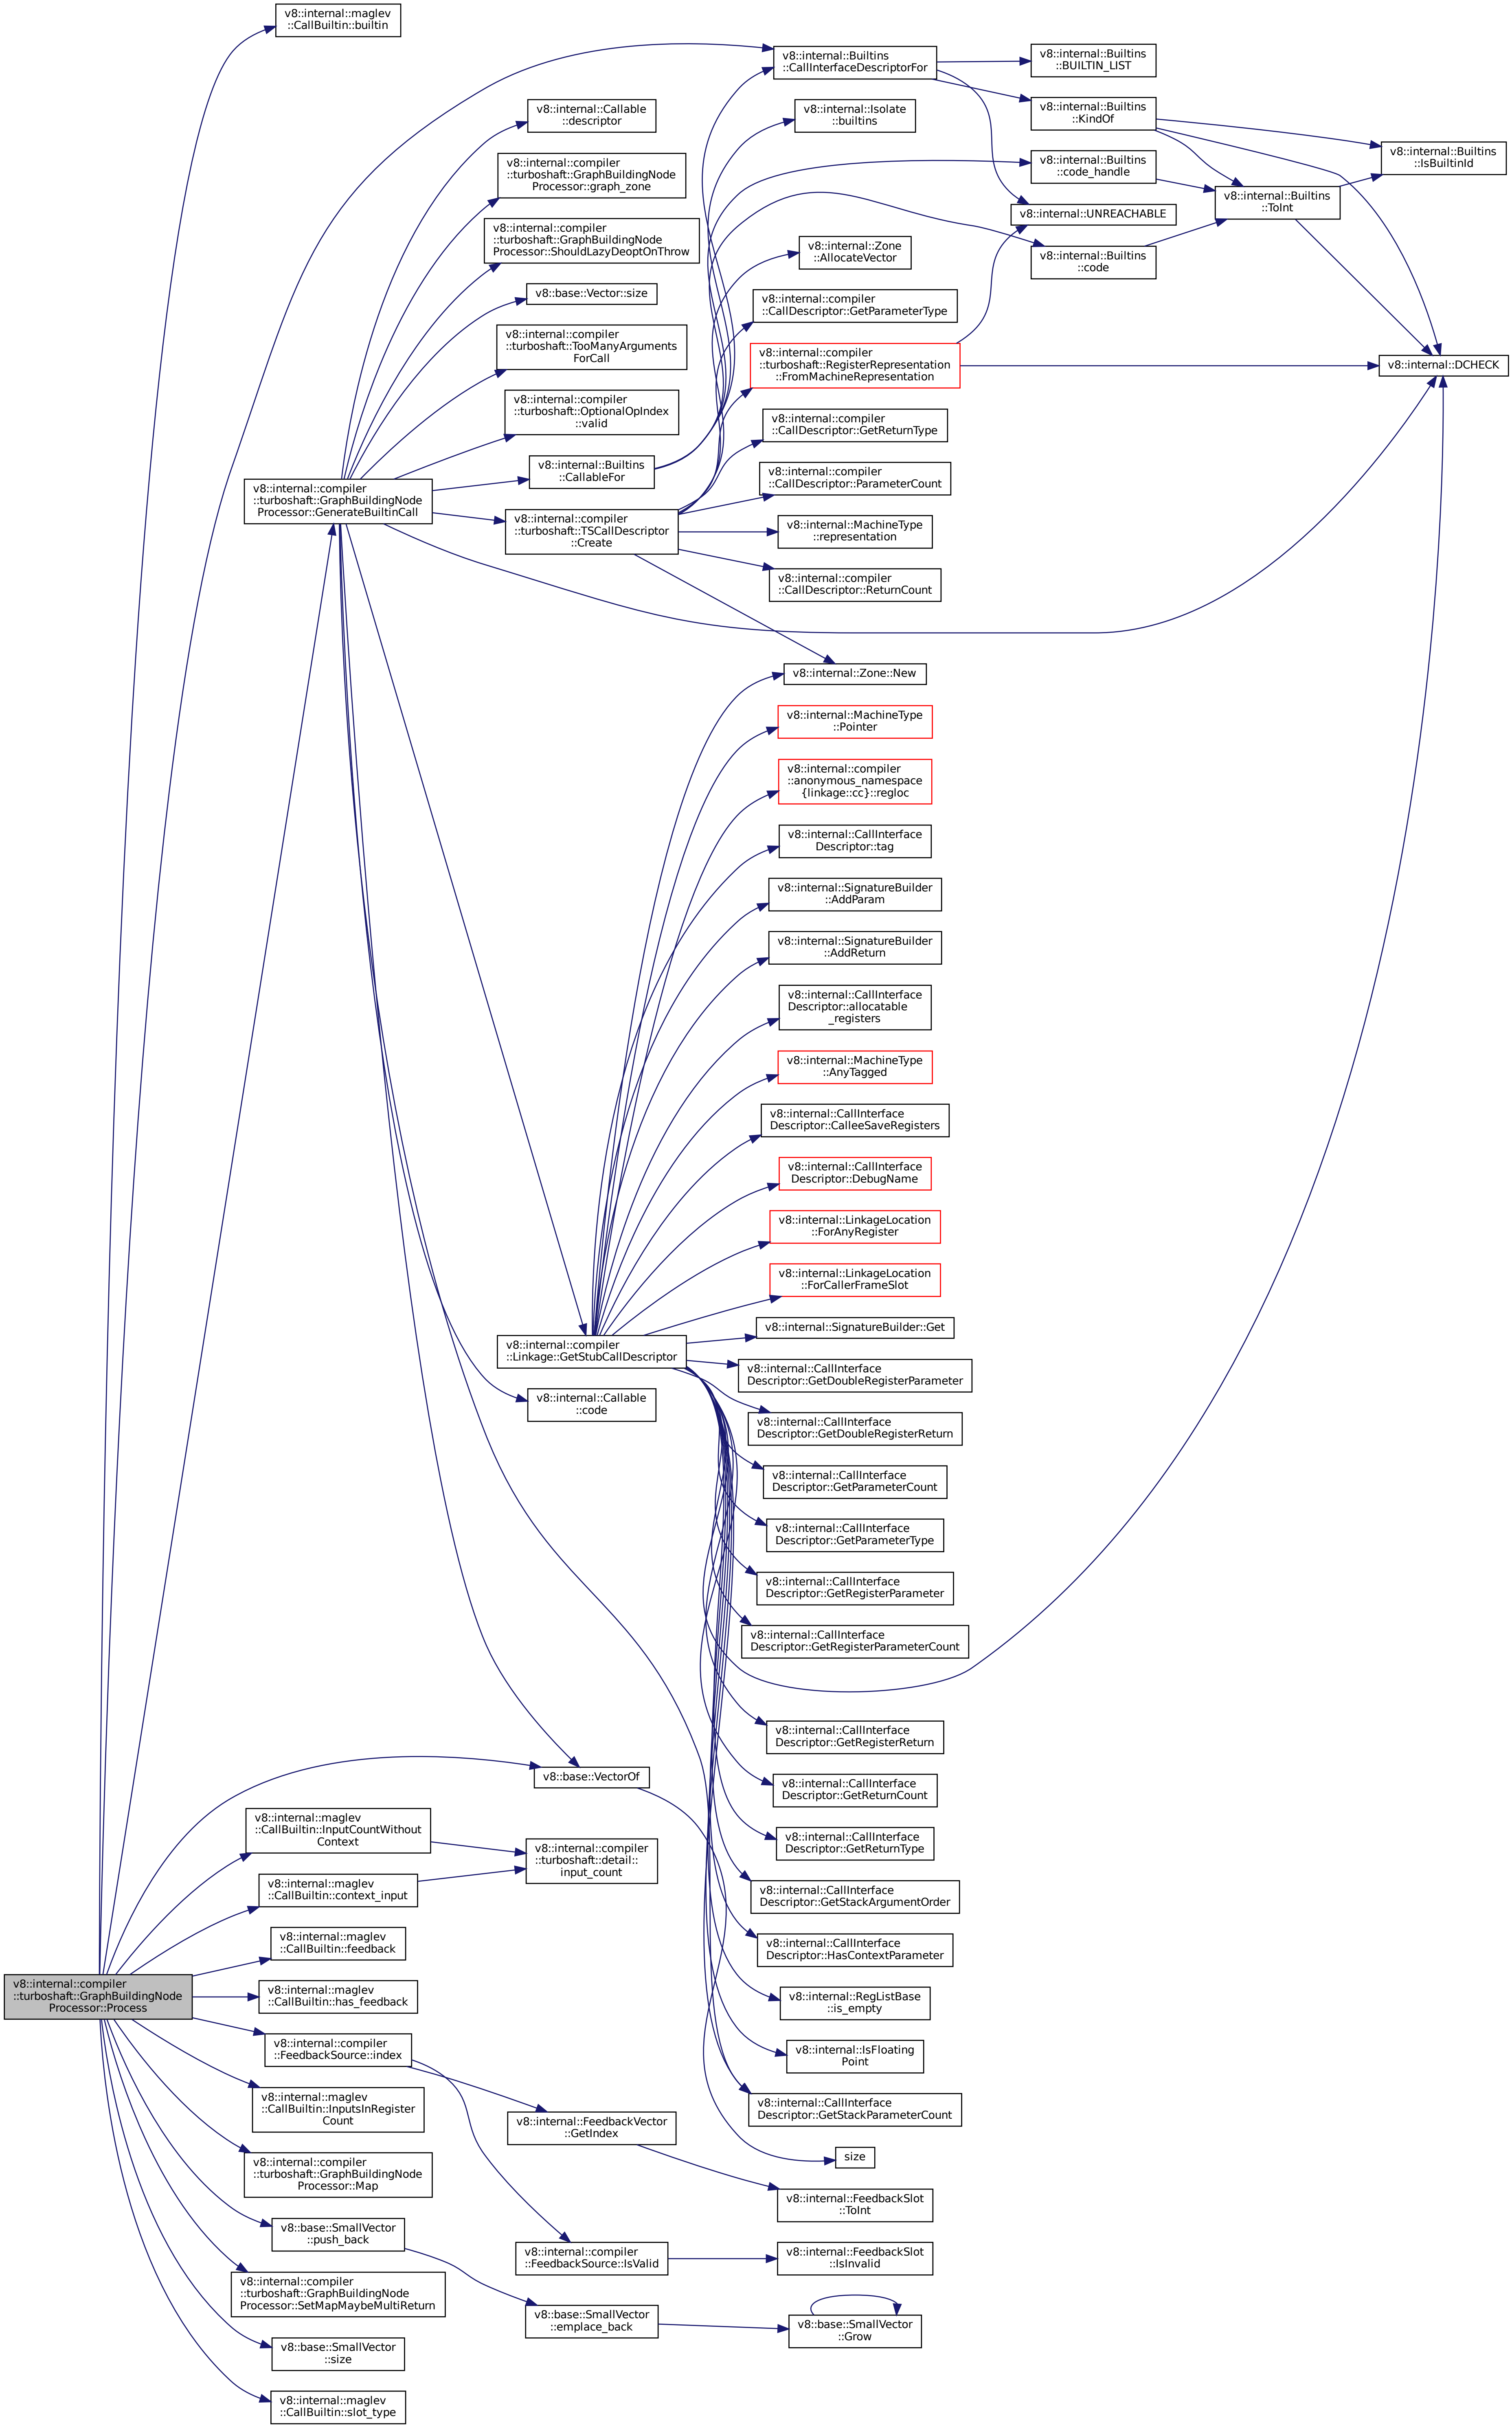 v8::internal::maglev
::CallBuiltin::builtin
v8::internal::Builtins
::CallInterfaceDescriptorFor
v8::internal::Builtins
::BUILTIN_LIST
v8::internal::Callable
::descriptor
v8::internal::Isolate
::builtins
v8::internal::Builtins
::KindOf
v8::internal::Builtins
::IsBuiltinId
v8::internal::compiler
::turboshaft::GraphBuildingNode
Processor::graph_zone
v8::internal::Builtins
::code_handle
v8::internal::Builtins
::ToInt
v8::internal::UNREACHABLE
v8::internal::compiler
::turboshaft::GraphBuildingNode
Processor::ShouldLazyDeoptOnThrow
v8::internal::Zone
::AllocateVector
v8::internal::Builtins
::code
v8::base::Vector::size
v8::internal::compiler
::CallDescriptor::GetParameterType
v8::internal::compiler
::turboshaft::TooManyArguments
ForCall
v8::internal::compiler
::turboshaft::RegisterRepresentation
::FromMachineRepresentation
v8::internal::DCHECK
v8::internal::compiler
::turboshaft::OptionalOpIndex
::valid
v8::internal::compiler
::CallDescriptor::GetReturnType
v8::internal::Builtins
::CallableFor
v8::internal::compiler
::CallDescriptor::ParameterCount
v8::internal::compiler
::turboshaft::GraphBuildingNode
Processor::GenerateBuiltinCall
v8::internal::compiler
::turboshaft::TSCallDescriptor
::Create
v8::internal::MachineType
::representation
v8::internal::compiler
::CallDescriptor::ReturnCount
v8::internal::Zone::New
v8::internal::MachineType
::Pointer
v8::internal::compiler
::anonymous_namespace
{linkage::cc}::regloc
v8::internal::CallInterface
Descriptor::tag
v8::internal::SignatureBuilder
::AddParam
v8::internal::SignatureBuilder
::AddReturn
v8::internal::CallInterface
Descriptor::allocatable
_registers
v8::internal::MachineType
::AnyTagged
v8::internal::CallInterface
Descriptor::CalleeSaveRegisters
v8::internal::CallInterface
Descriptor::DebugName
v8::internal::LinkageLocation
::ForAnyRegister
v8::internal::LinkageLocation
::ForCallerFrameSlot
v8::internal::SignatureBuilder::Get
v8::internal::compiler
::Linkage::GetStubCallDescriptor
v8::internal::CallInterface
Descriptor::GetDoubleRegisterParameter
v8::internal::Callable
::code
v8::internal::CallInterface
Descriptor::GetDoubleRegisterReturn
v8::internal::CallInterface
Descriptor::GetParameterCount
v8::internal::CallInterface
Descriptor::GetParameterType
v8::internal::CallInterface
Descriptor::GetRegisterParameter
v8::internal::CallInterface
Descriptor::GetRegisterParameterCount
v8::internal::CallInterface
Descriptor::GetRegisterReturn
v8::base::VectorOf
v8::internal::CallInterface
Descriptor::GetReturnCount
v8::internal::maglev
::CallBuiltin::InputCountWithout
Context
v8::internal::compiler
::turboshaft::detail::
input_count
v8::internal::CallInterface
Descriptor::GetReturnType
v8::internal::maglev
::CallBuiltin::context_input
v8::internal::CallInterface
Descriptor::GetStackArgumentOrder
v8::internal::maglev
::CallBuiltin::feedback
v8::internal::CallInterface
Descriptor::HasContextParameter
v8::internal::compiler
::turboshaft::GraphBuildingNode
Processor::Process
v8::internal::maglev
::CallBuiltin::has_feedback
v8::internal::RegListBase
::is_empty
v8::internal::compiler
::FeedbackSource::index
v8::internal::IsFloating
Point
v8::internal::maglev
::CallBuiltin::InputsInRegister
Count
v8::internal::FeedbackVector
::GetIndex
v8::internal::CallInterface
Descriptor::GetStackParameterCount
size
v8::internal::compiler
::turboshaft::GraphBuildingNode
Processor::Map
v8::internal::FeedbackSlot
::ToInt
v8::base::SmallVector
::push_back
v8::internal::compiler
::FeedbackSource::IsValid
v8::internal::FeedbackSlot
::IsInvalid
v8::internal::compiler
::turboshaft::GraphBuildingNode
Processor::SetMapMaybeMultiReturn
v8::base::SmallVector
::emplace_back
v8::base::SmallVector
::Grow
v8::base::SmallVector
::size
v8::internal::maglev
::CallBuiltin::slot_type